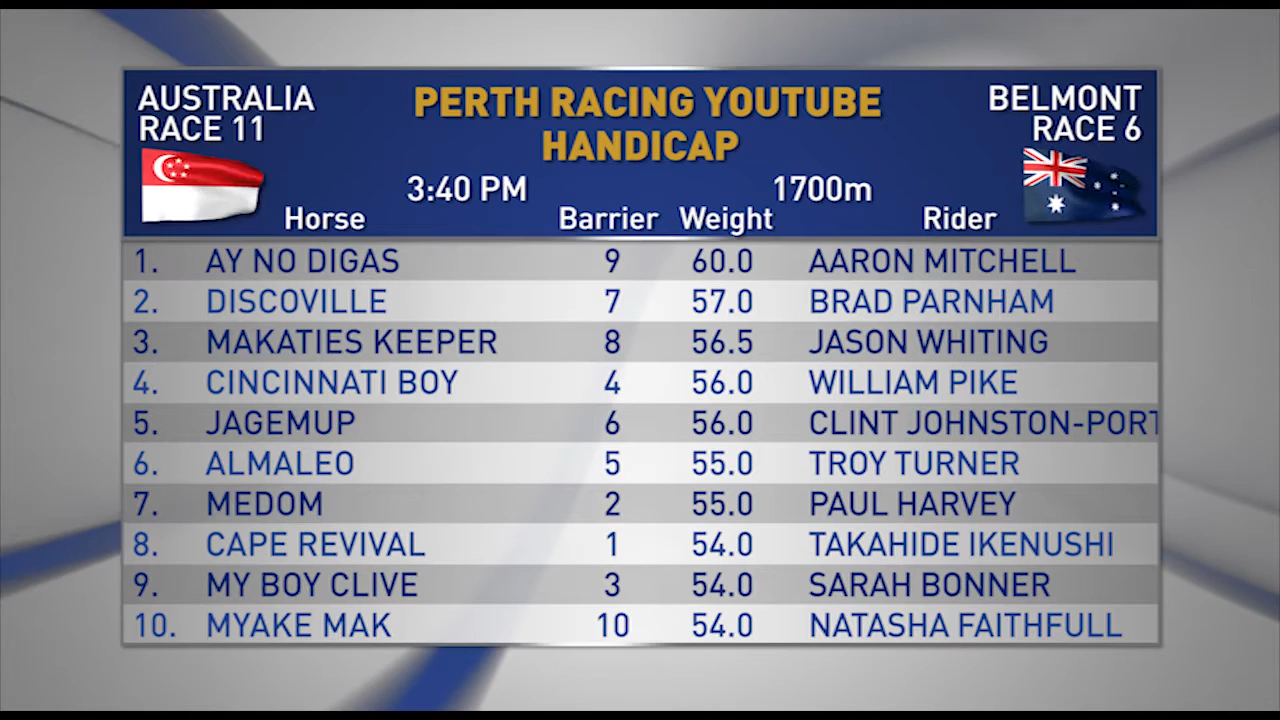 AUSTRALIA
RACE 11
PERTH RACING YOUTUBE
HANDICAP
BELMONT
RACE 6
3:40 PM 1700m
Horse Barrier Weight Rider
1. AY NO DIGAS 9 60.0 AARON MITCHELL
2. DISCOVILLE 7 57.0 BRAD PARNHAM
3. MAKATIES KEEPER 8 56.5 JASON WHITING
4. CINCINNATI BOY 4 56.0 WILLIAM PIKE
5. JAGEMUP 6 56.0 CLINT JOHNSTON-PORT
6. ALMALEO 5 55.0 TROY TURNER
7. MEDOM 2 55.0 PAUL HARVEY
8. CAPE REVIVAL 1 54.0 TAKAHIDE IKENUSHI
9. MY BOY CLIVE 3 54.0 SARAH BONNER
10. MYAKE MAK 10 54.0 NATASHA FAITHFULL